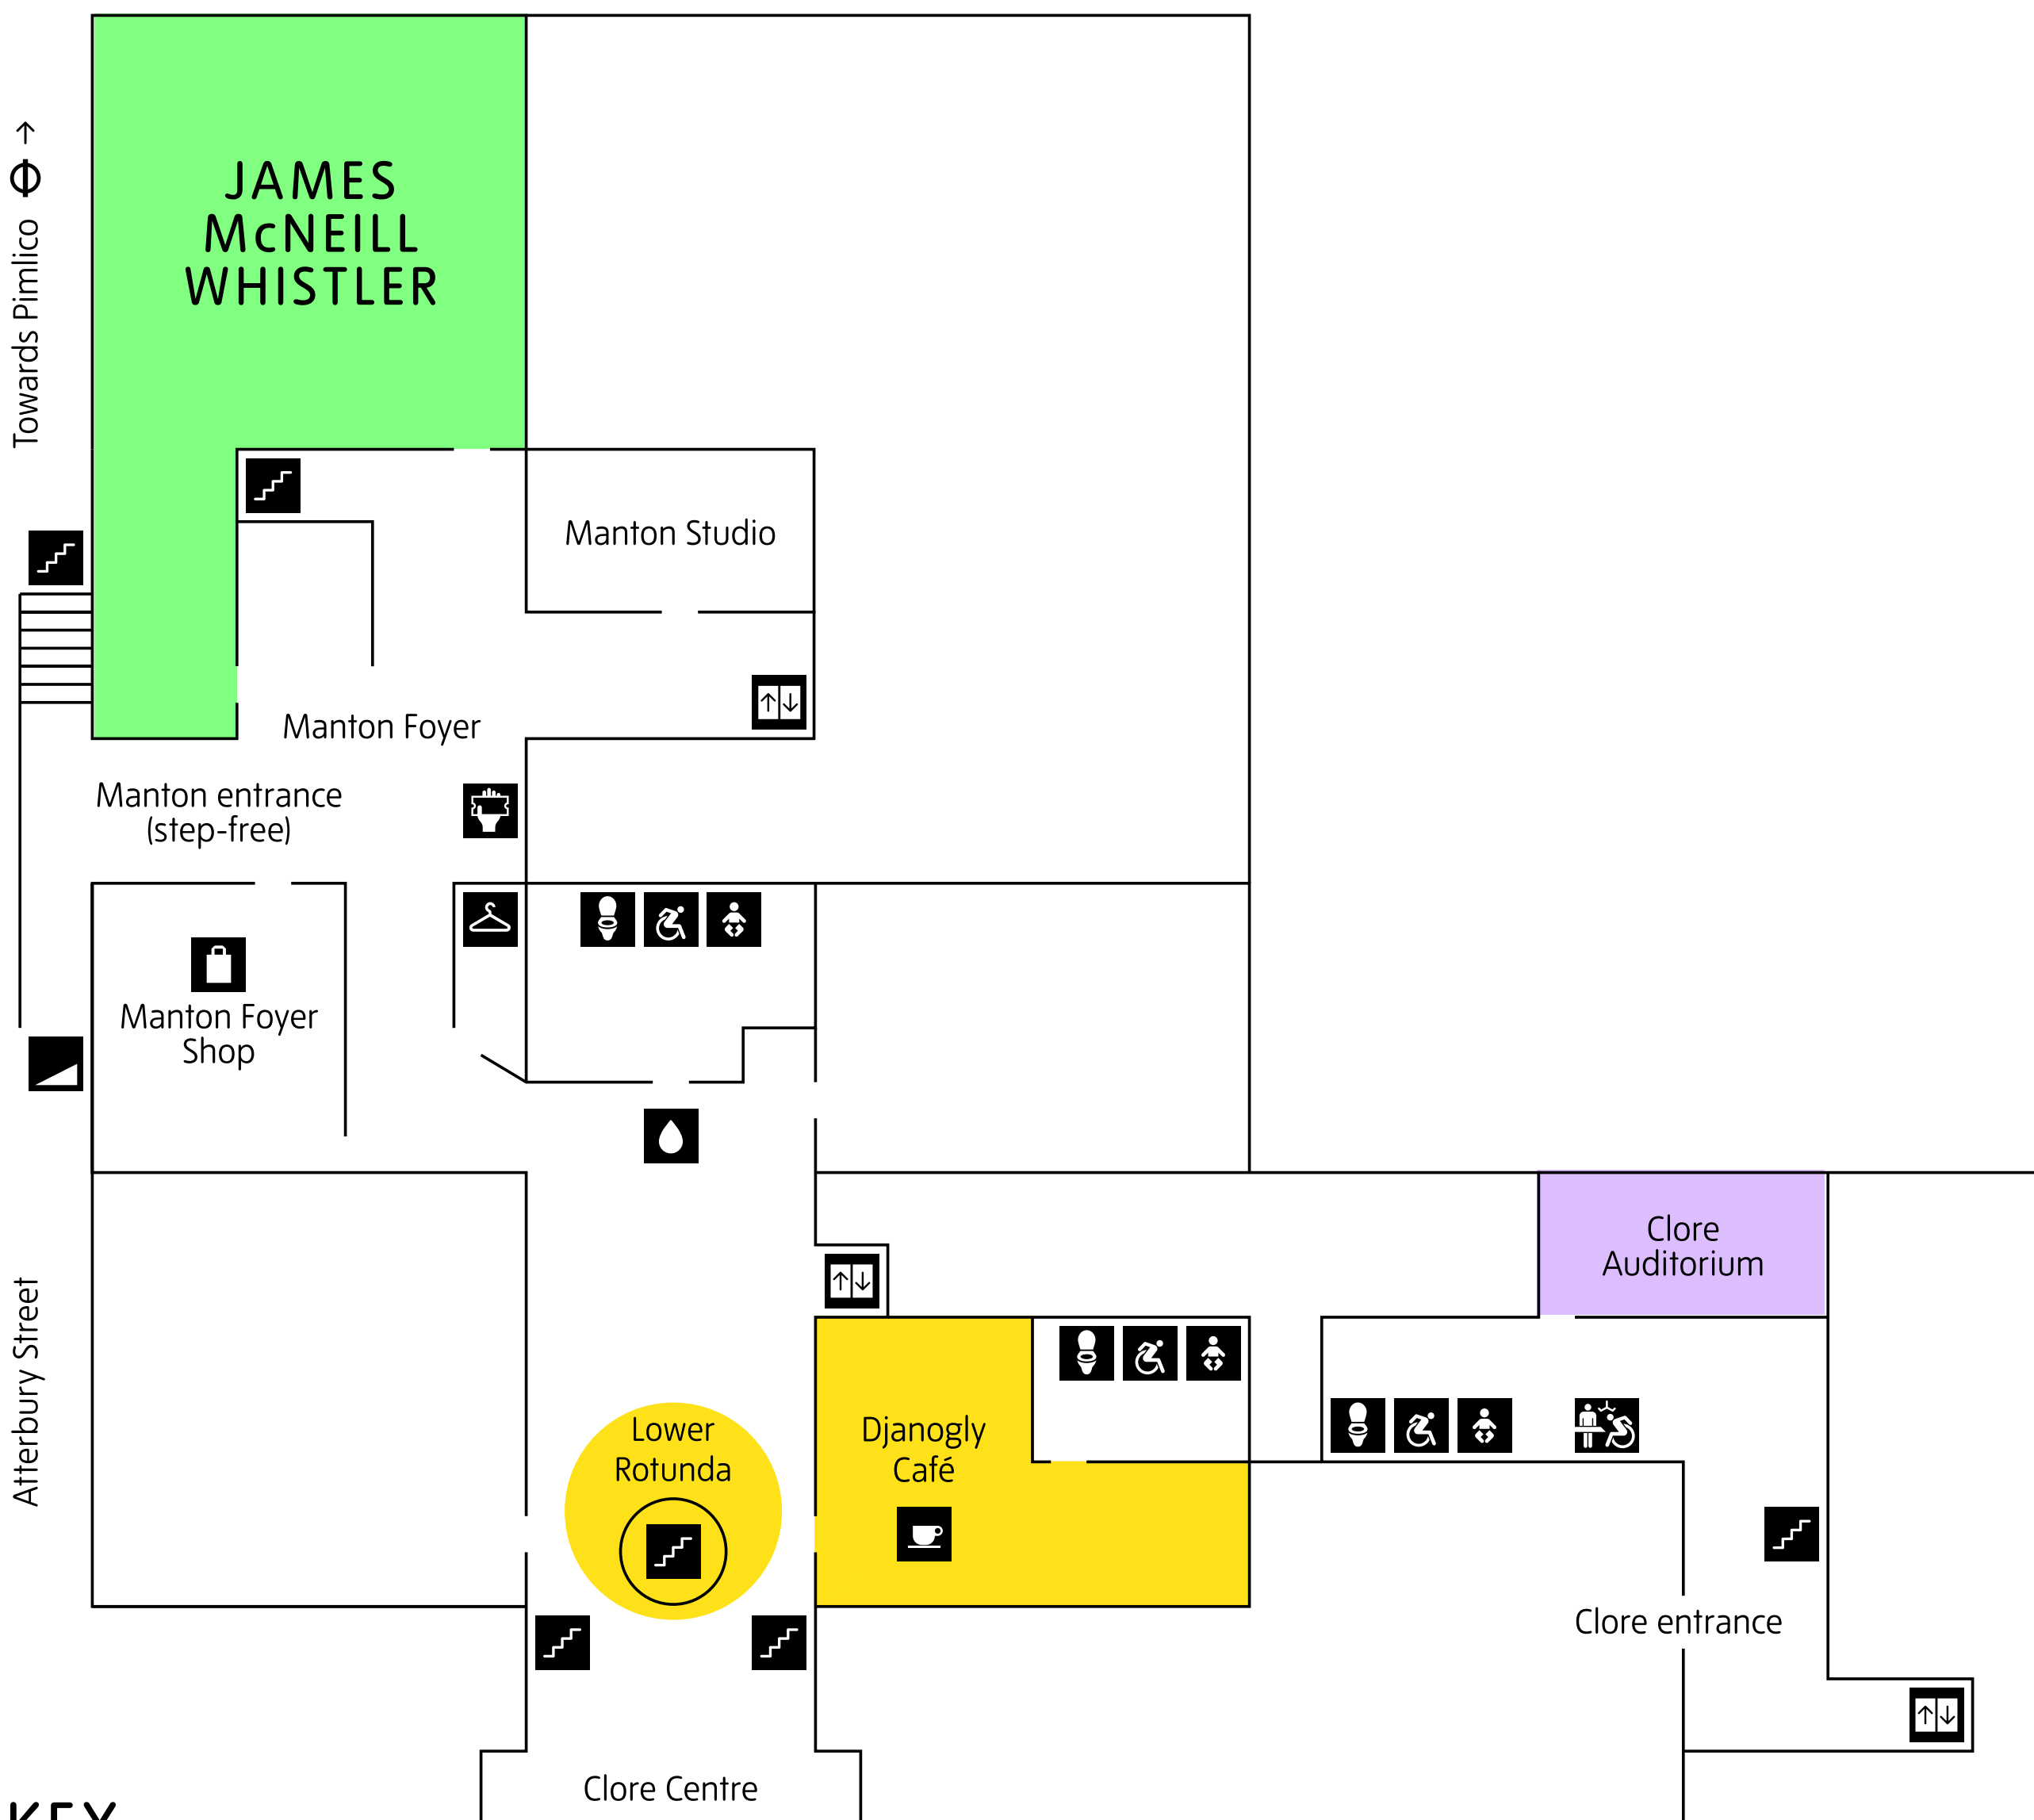 JAMES
McNEILL
WHISTLER
Towards Pimlico
Manton Studio
Manton Foyer
Manton entrance
(step-free)
Manton Foyer
Shop
Atterbury Street
Clore
Auditorium
Lower
Rotunda
Djanogly
Café
Clore entrance
Clore Centre
KEY